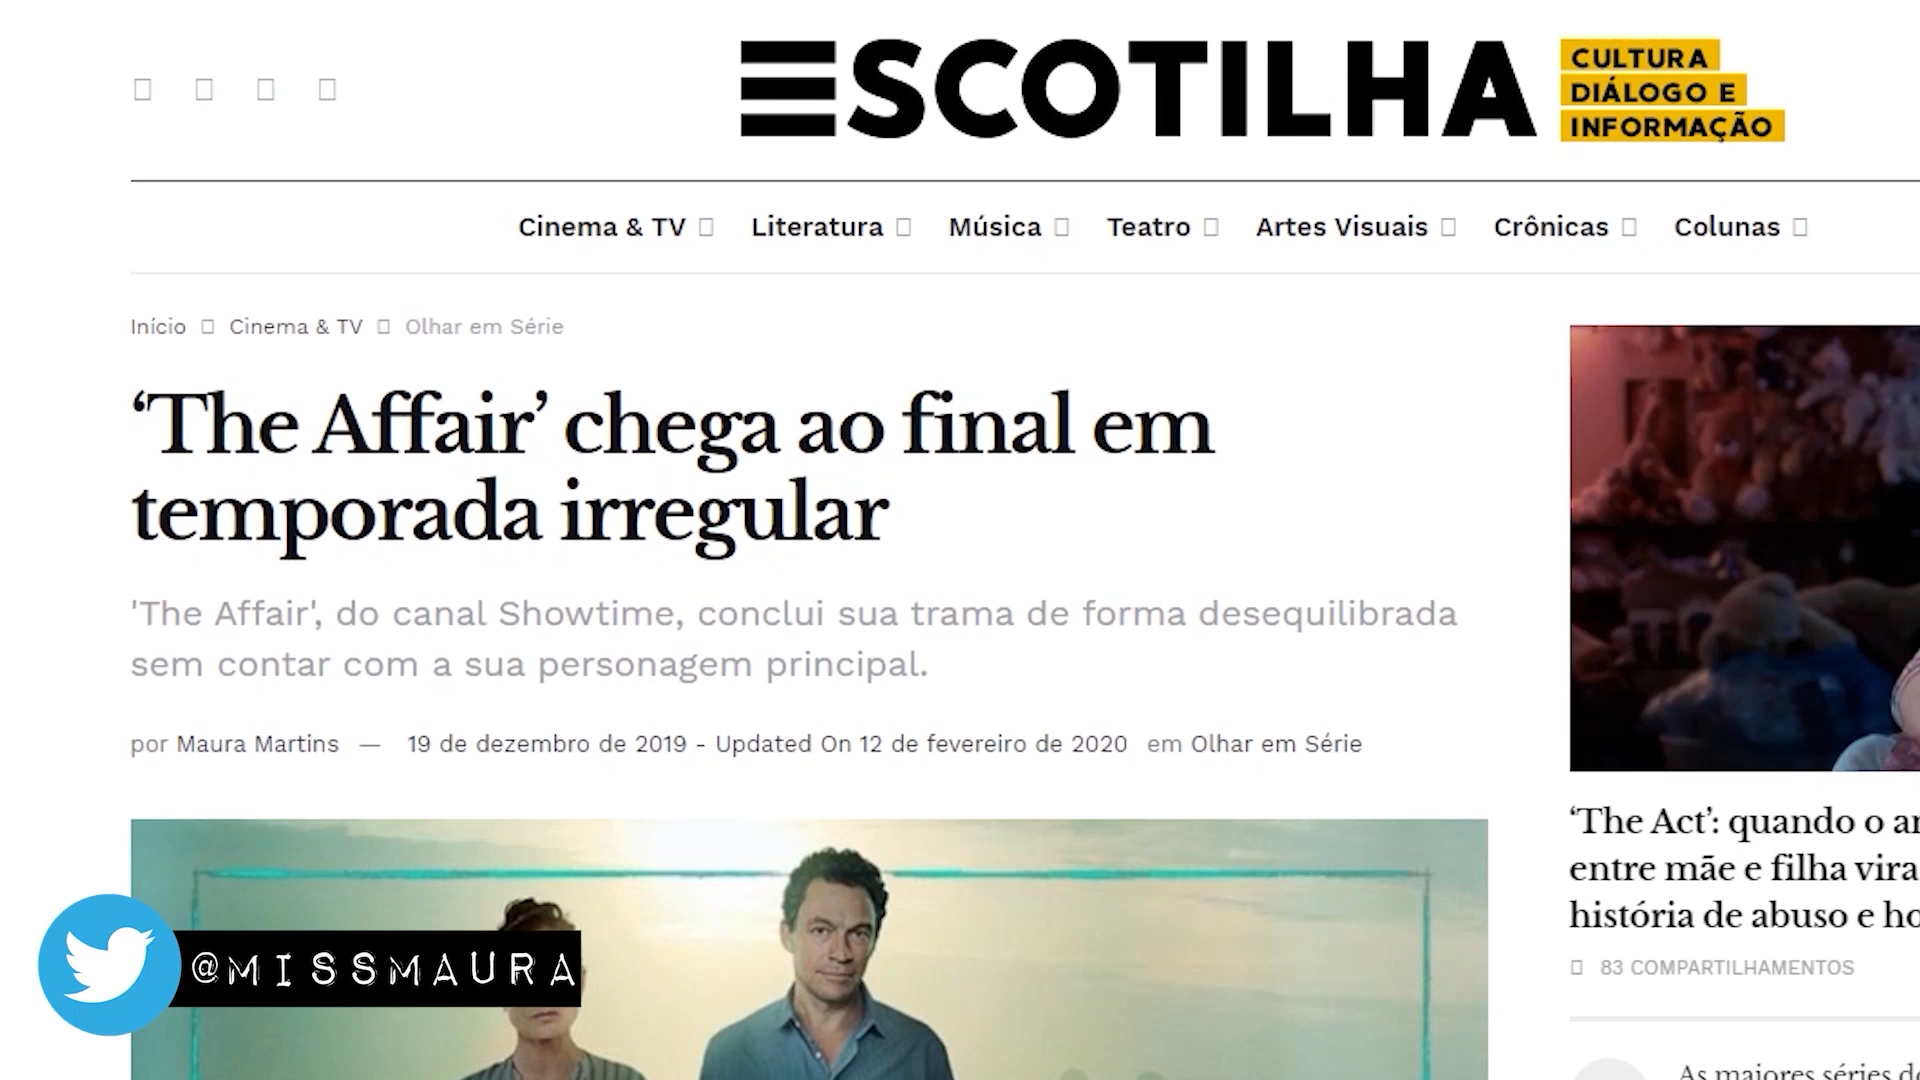 ESCOTILHA
CULTURA
DIÁLOGO E
INFORMAÇÃO
Cinema & TV Literatura Música Teatro Artes Visuais Crônicas Colunas
Início Cinema & TV Olhar em Série
‘The Affair’ chega ao final em
temporada irregular
'The Affair', do canal Showtime, conclui sua trama de forma desequilibrada
sem contar com a sua personagem principal.
por Maura Martins — 19 de dezembro de 2019 - Updated On 12 de fevereiro de 2020 em Olhar em Série
@MISSMAURA
‘The Act’: quando o
entre mãe e filha vira
história de abuso e
83 COMPARTILHAMENTOS
As maiores séries